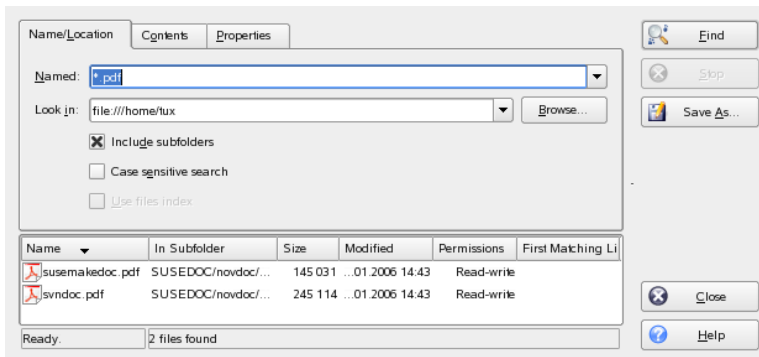 Name/Location Contents Properties
Named: *.pdf
Look in: file:///home/tux Browse...
Include subfolders
Case sensitive search
Use files index
Find
Stop
Save As...
Name In Subfolder Size Modified Permissions First Matching Li
susemakedoc.pdf SUSEDOC/novdoc/... 145 031 ...01.2006 14:43 Read-write
svndoc.pdf SUSEDOC/novdoc/... 245 114 ...01.2006 14:43 Read-write
Ready. 2 files found
Close
Help